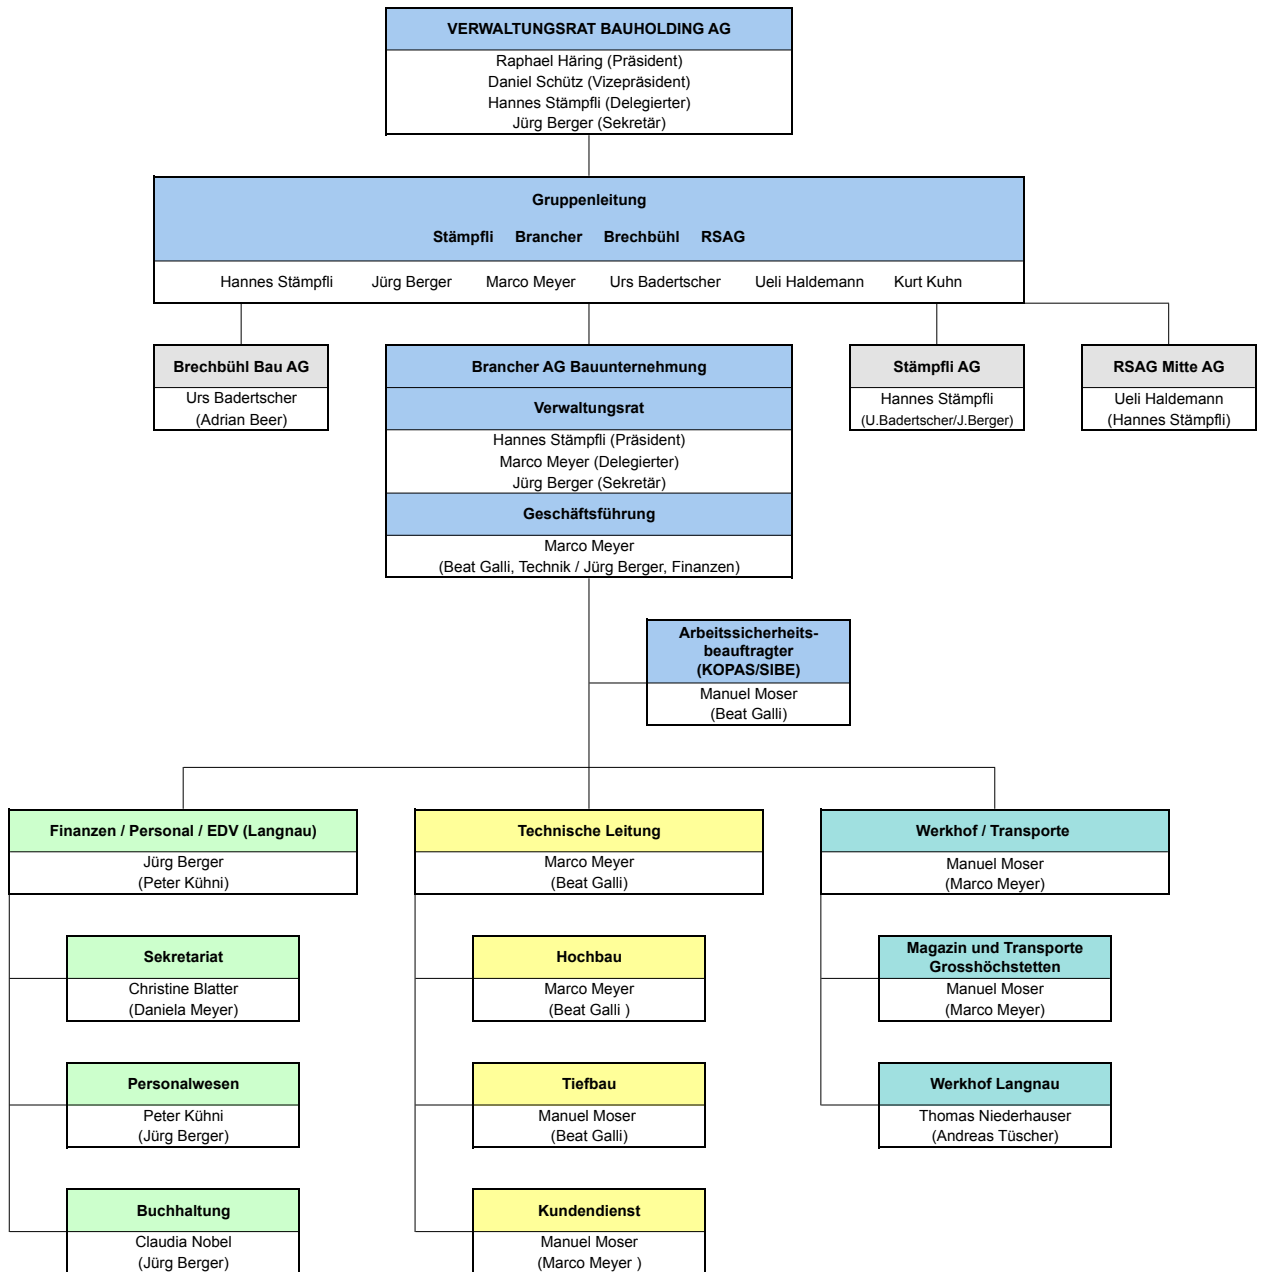 VERWALTUNGSRAT BAUHOLDING AG
Raphael Häring (Präsident)
Daniel Schütz (Vizepräsident)
Hannes Stämpfli (Delegierter)
Jürg Berger (Sekretär)
Gruppenleitung
Stämpfli Brancher Brechbühl RSAG
Hannes Stämpfli Jürg Berger Marco Meyer Urs Badertscher Ueli Haldemann Kurt Kuhn
Brechbühl Bau AG
Urs Badertscher
(Adrian Beer)
Brancher AG Bauunternehmung
Verwaltungsrat
Hannes Stämpfli (Präsident)
Marco Meyer (Delegierter)
Jürg Berger (Sekretär)
Geschäftsführung
Marco Meyer
(Beat Galli, Technik / Jürg Berger, Finanzen)
Stämpfli AG
Hannes Stämpfli
(U.Badertscher/J.Berger)
RSAG Mitte AG
Ueli Haldemann
(Hannes Stämpfli)
Arbeitssicherheits-
beauftragter
(KOPAS/SIBE)
Manuel Moser
(Beat Galli)
Finanzen / Personal / EDV (Langnau)
Jürg Berger
(Peter Kühni)
Sekretariat
Christine Blatter
(Daniela Meyer)
Personalwesen
Peter Kühni
(Jürg Berger)
Buchhaltung
Claudia Nobel
(Jürg Berger)
Technische Leitung
Marco Meyer
(Beat Galli)
Hochbau
Marco Meyer
(Beat Galli )
Tiefbau
Manuel Moser
(Beat Galli)
Kundendienst
Manuel Moser
(Marco Meyer )
Werkhof / Transporte
Manuel Moser
(Marco Meyer)
Magazin und Transporte
Grosshöchstetten
Manuel Moser
(Marco Meyer)
Werkhof Langnau
Thomas Niederhauser
(Andreas Tüscher)